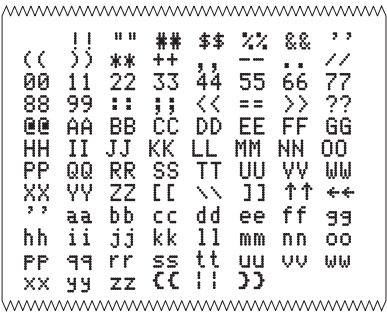 !! "" ## $$ %% && ’’
(( )) ** ++ ,, -- .. //
00 11 22 33 44 55 66 77
88 99 :: ;; << == >> ??
@@ AA BB CC DD EE FF GG
HH II JJ KK LL MM NN OO
PP QQ RR SS TT UU VV WW
XX YY ZZ [[ \\ ]] ↑↑ ←←
’’ aa bb cc dd ee ff gg
hh ii jj kk ll mm nn oo
pp qq rr ss tt uu vv ww
xx yy zz {{ ¦¦ }}